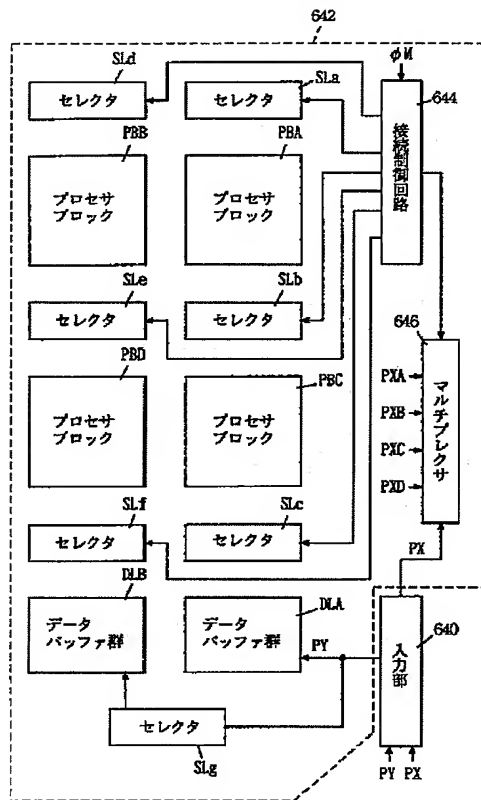 642
SLd
SLa
φM
644
セレクタ
セレクタ
接続制御回路
PBB
PBA
プロセサ
ブロック
プロセサ
ブロック
SLe
SLb
セレクタ
セレクタ
646
PBD
PBC
プロセサ
ブロック
プロセサ
ブロック
PXA
PXB
PXC
PXD
マルチプレクサ
SLf
SLc
セレクタ
セレクタ
PX
DLB
DLA
データ
バッファ群
データ
バッファ群
PY
640
入力部
セレクタ
SLg
PY
PX